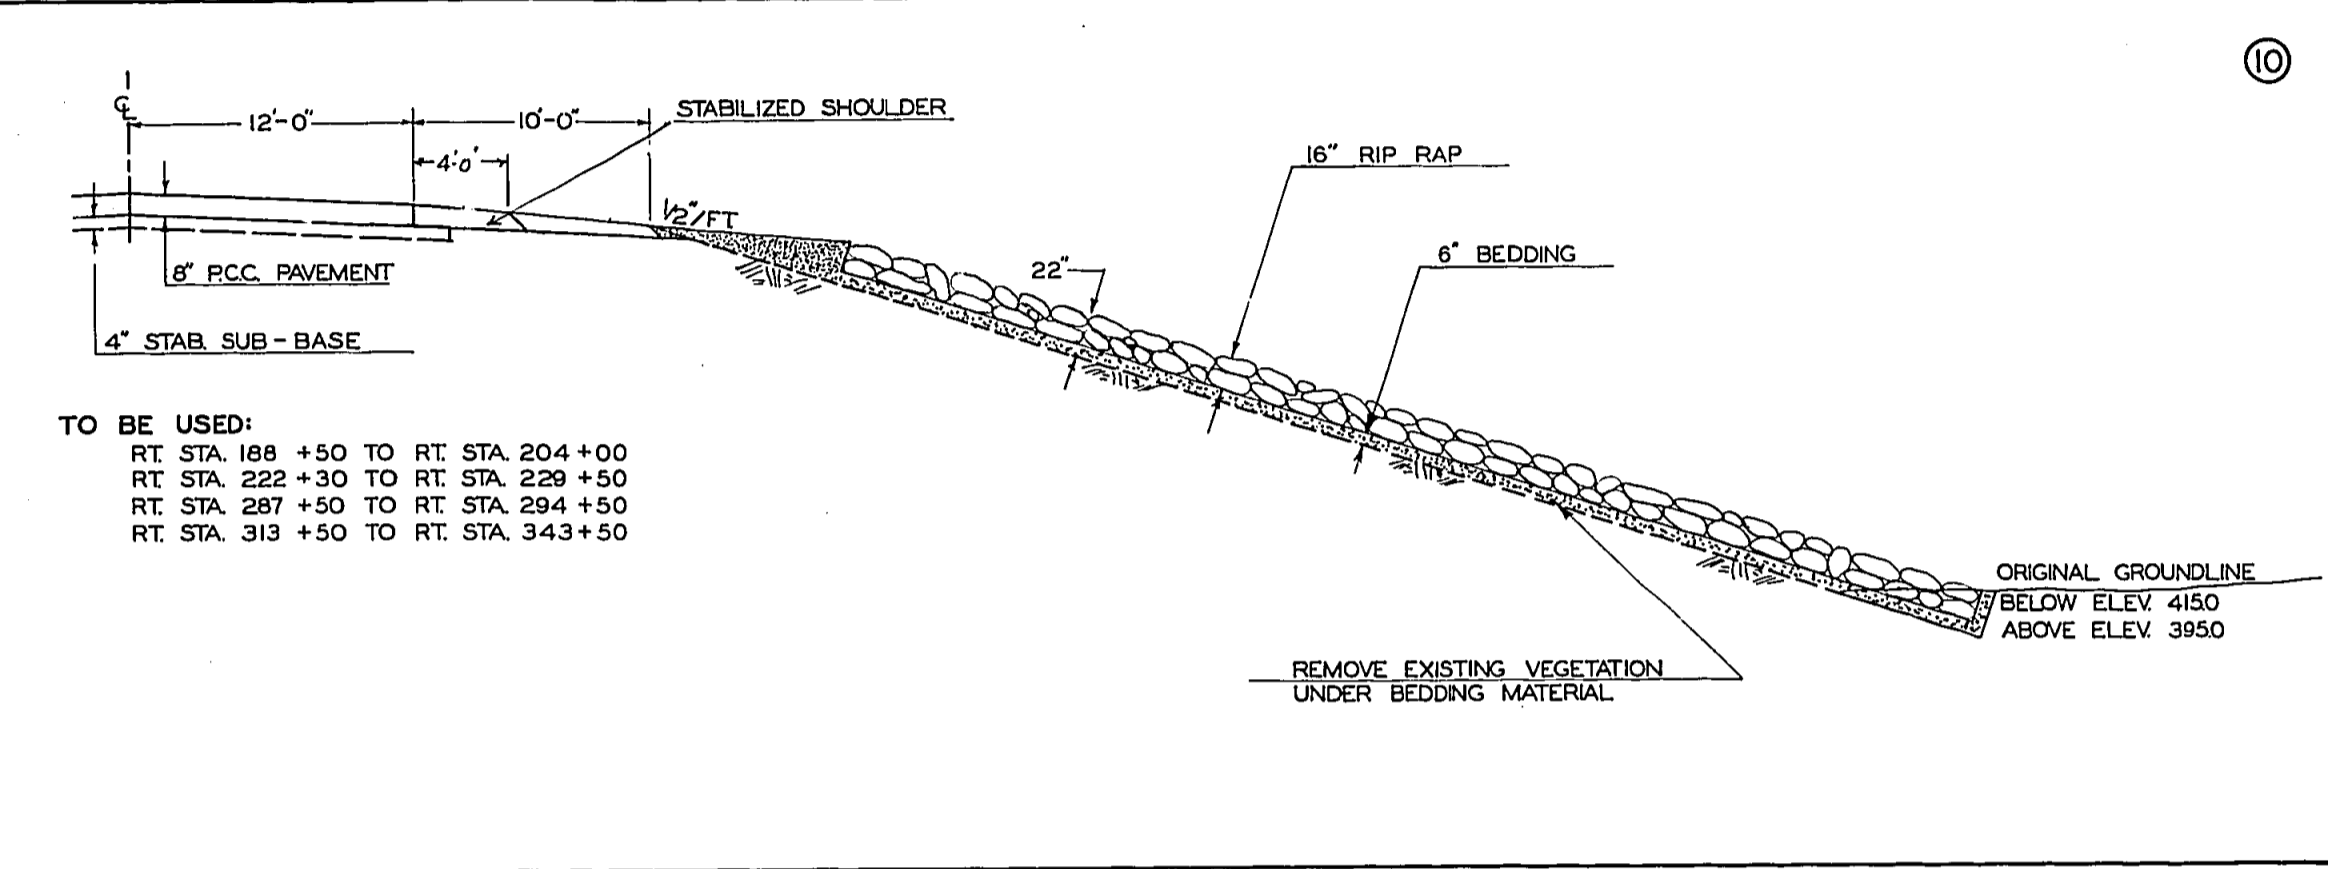 10
℄
12'-0"
10'-0"
STABILIZED SHOULDER
4'-0"
16" RIP RAP
1/2"/FT
22"
6" BEDDING
8" P.C.C. PAVEMENT
4" STAB. SUB-BASE
TO BE USED:
RT. STA. 188 +50 TO RT. STA. 204+00
RT. STA. 222+30 TO RT. STA. 229 +50
RT. STA. 287 +50 TO RT. STA. 294 +50
RT. STA. 313 +50 TO RT. STA. 343+50
ORIGINAL GROUNDLINE
BELOW ELEV. 415.0
ABOVE ELEV. 395.0
REMOVE EXISTING VEGETATION
UNDER BEDDING MATERIAL